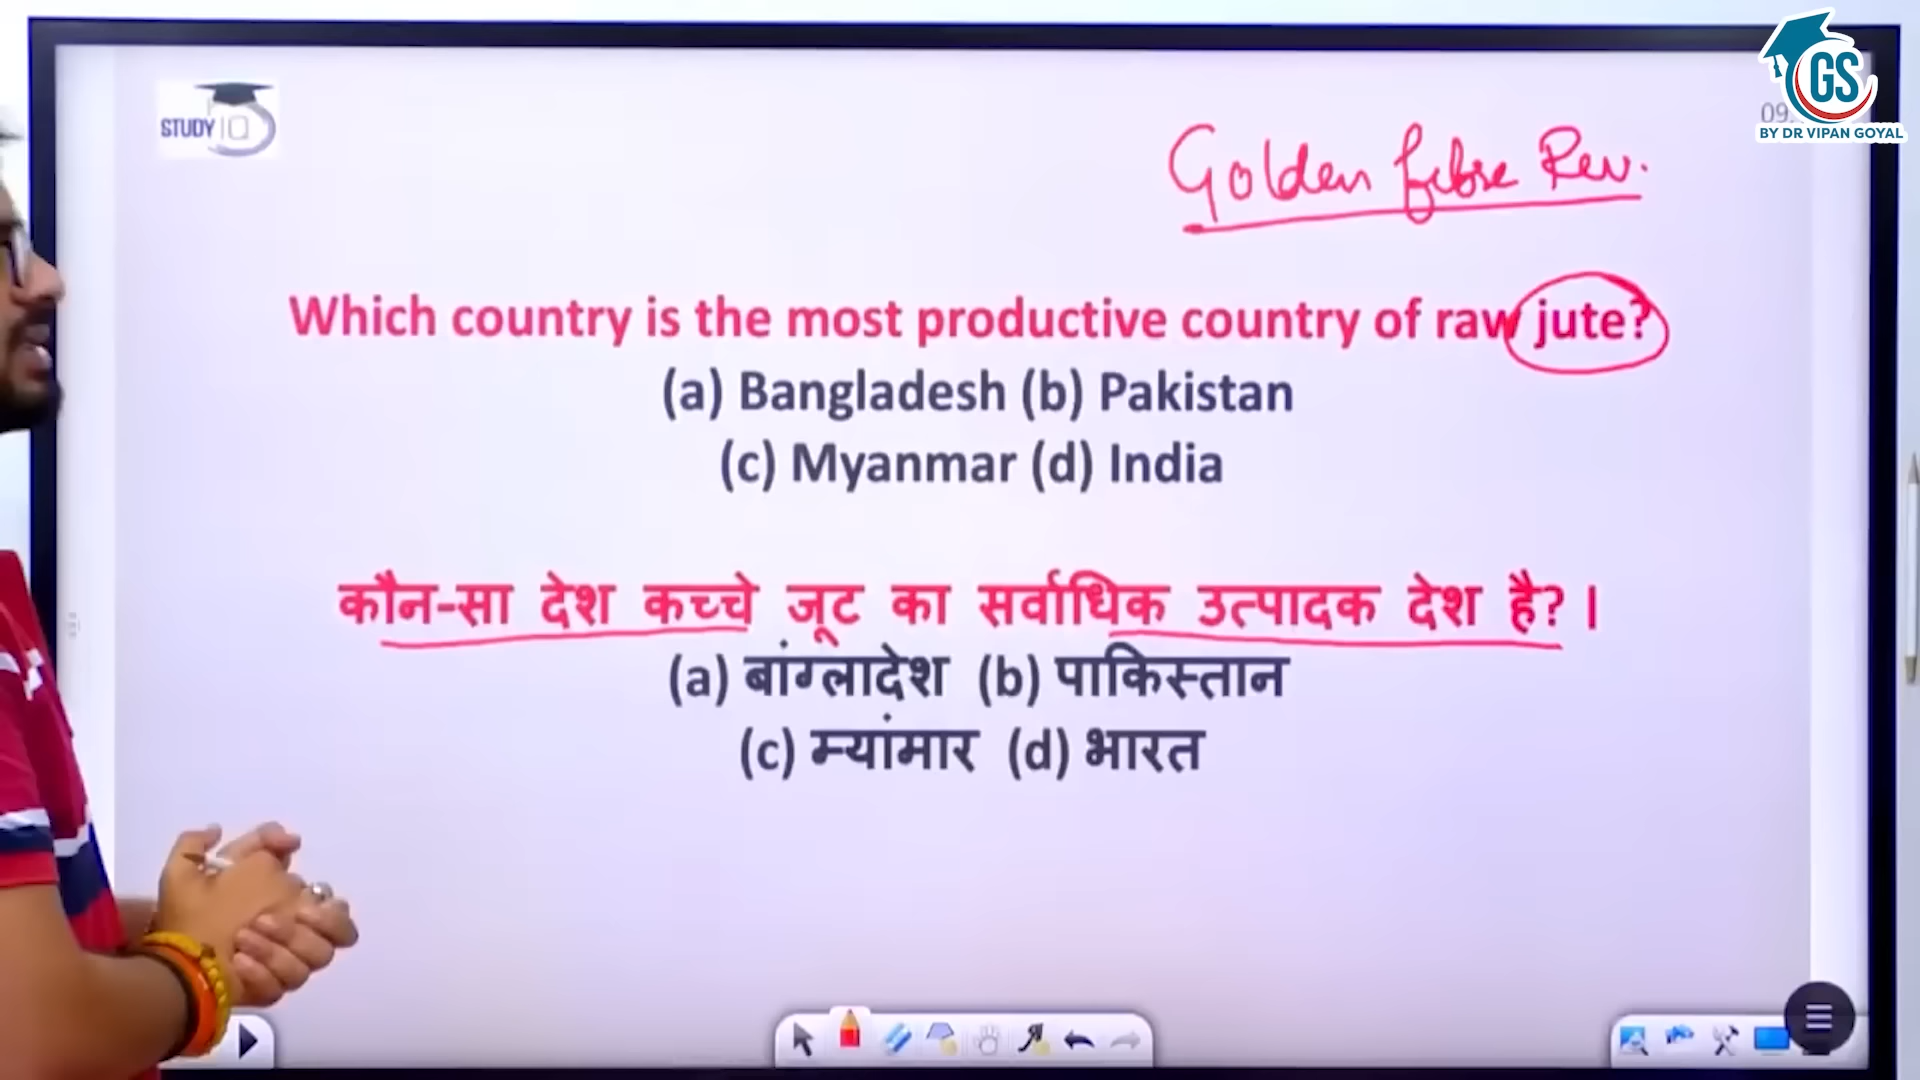 GS
BY DR VIPAN GOYAL
STUDY IQ
09
Golden fibre Rev.
Which country is the most productive country of raw jute?
(a) Bangladesh (b) Pakistan
(c) Myanmar (d) India
कौन-सा देश कच्चे जूट का सर्वाधिक उत्पादक देश है? ।
(a) बांग्लादेश (b) पाकिस्तान
(c) म्यांमार (d) भारत